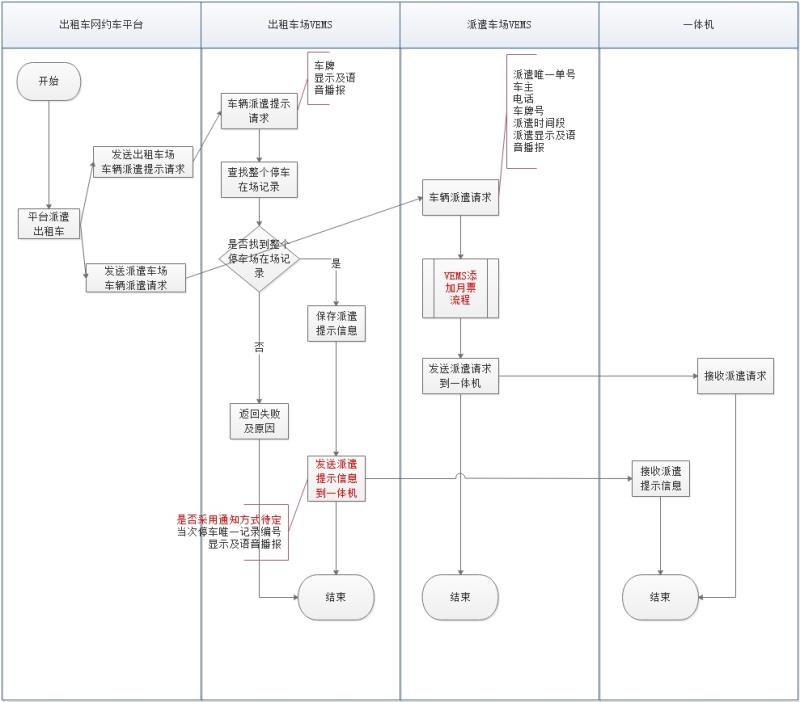 出租车网约车平台
出租车场VEMS
派遣车场VEMS
一体机
开始
平台派遣
出租车
发送出租车场
车辆派遣提示请求
发送派遣车场
车辆派遣请求
车牌
显示及语
音播报
车辆派遣提示
请求
查找整个停车
在场记录
是否找到整个
停车场在场记
录
是
否
保存派遣
提示信息
返回失败
及原因
发送派遣
提示信息
到一体机
是否采用通知方式待定
当次停车唯一记录编号
显示及语音播报
结束
派遣唯一单号
车主
电话
车牌号
派遣时间段
派遣显示及语
音播报
车辆派遣请求
VEMS添
加月票
流程
发送派遣请求
到一体机
结束
接收派遣请求
接收派遣
提示信息
结束